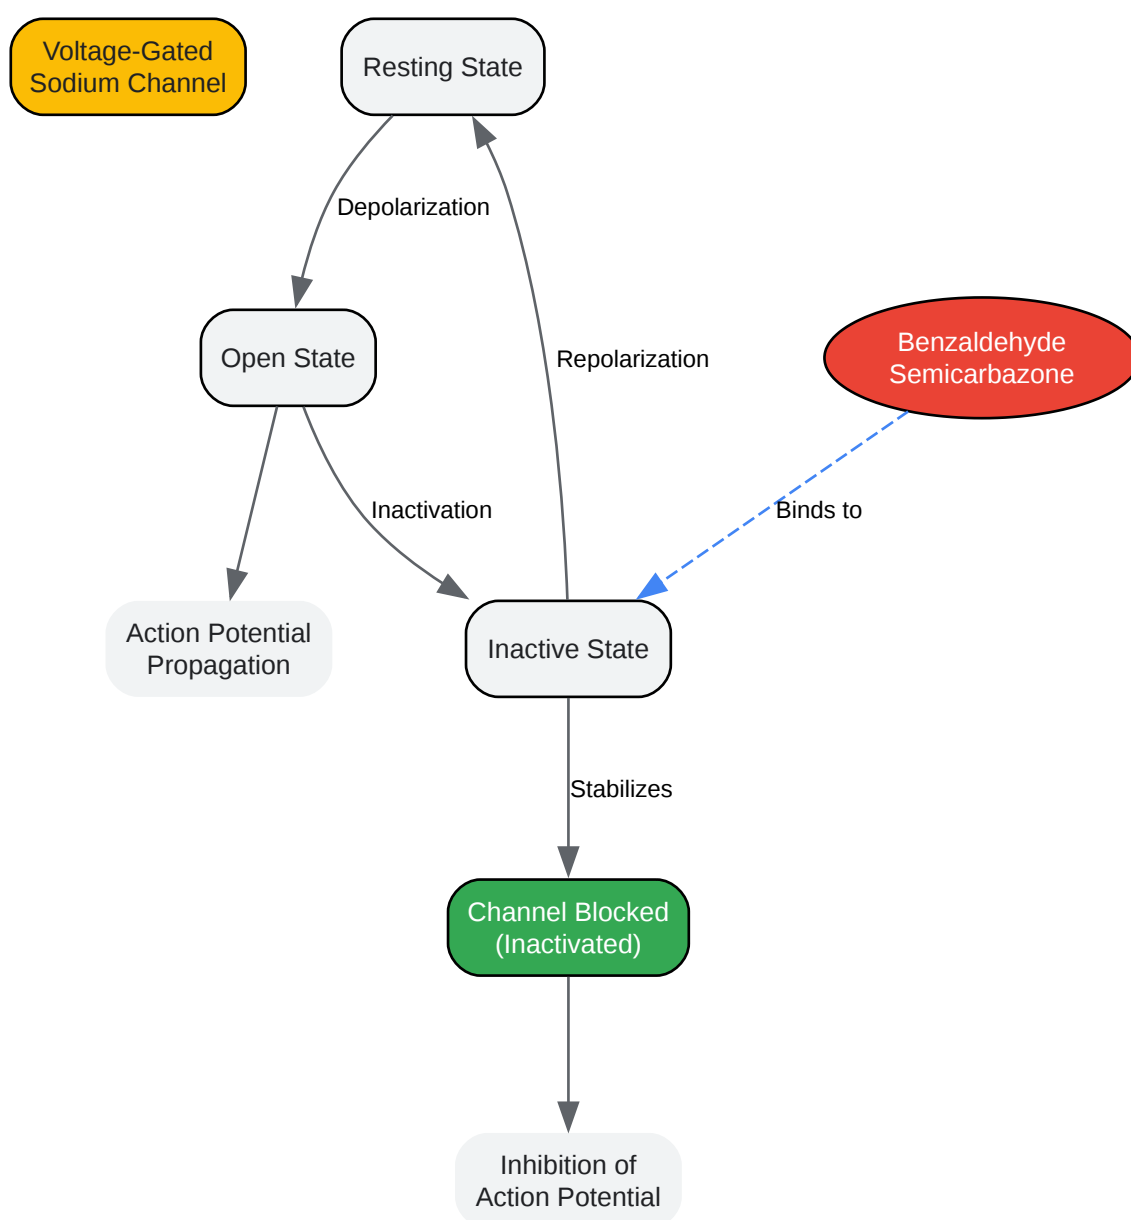 Voltage-Gated
Sodium Channel
Resting State
Depolarization
Open State
Repolarization
Benzaldehyde
Semicarbazone
Inactivation
Binds to
Action Potential
Propagation
Inactive State
Stabilizes
Channel Blocked
(Inactivated)
Inhibition of
Action Potential